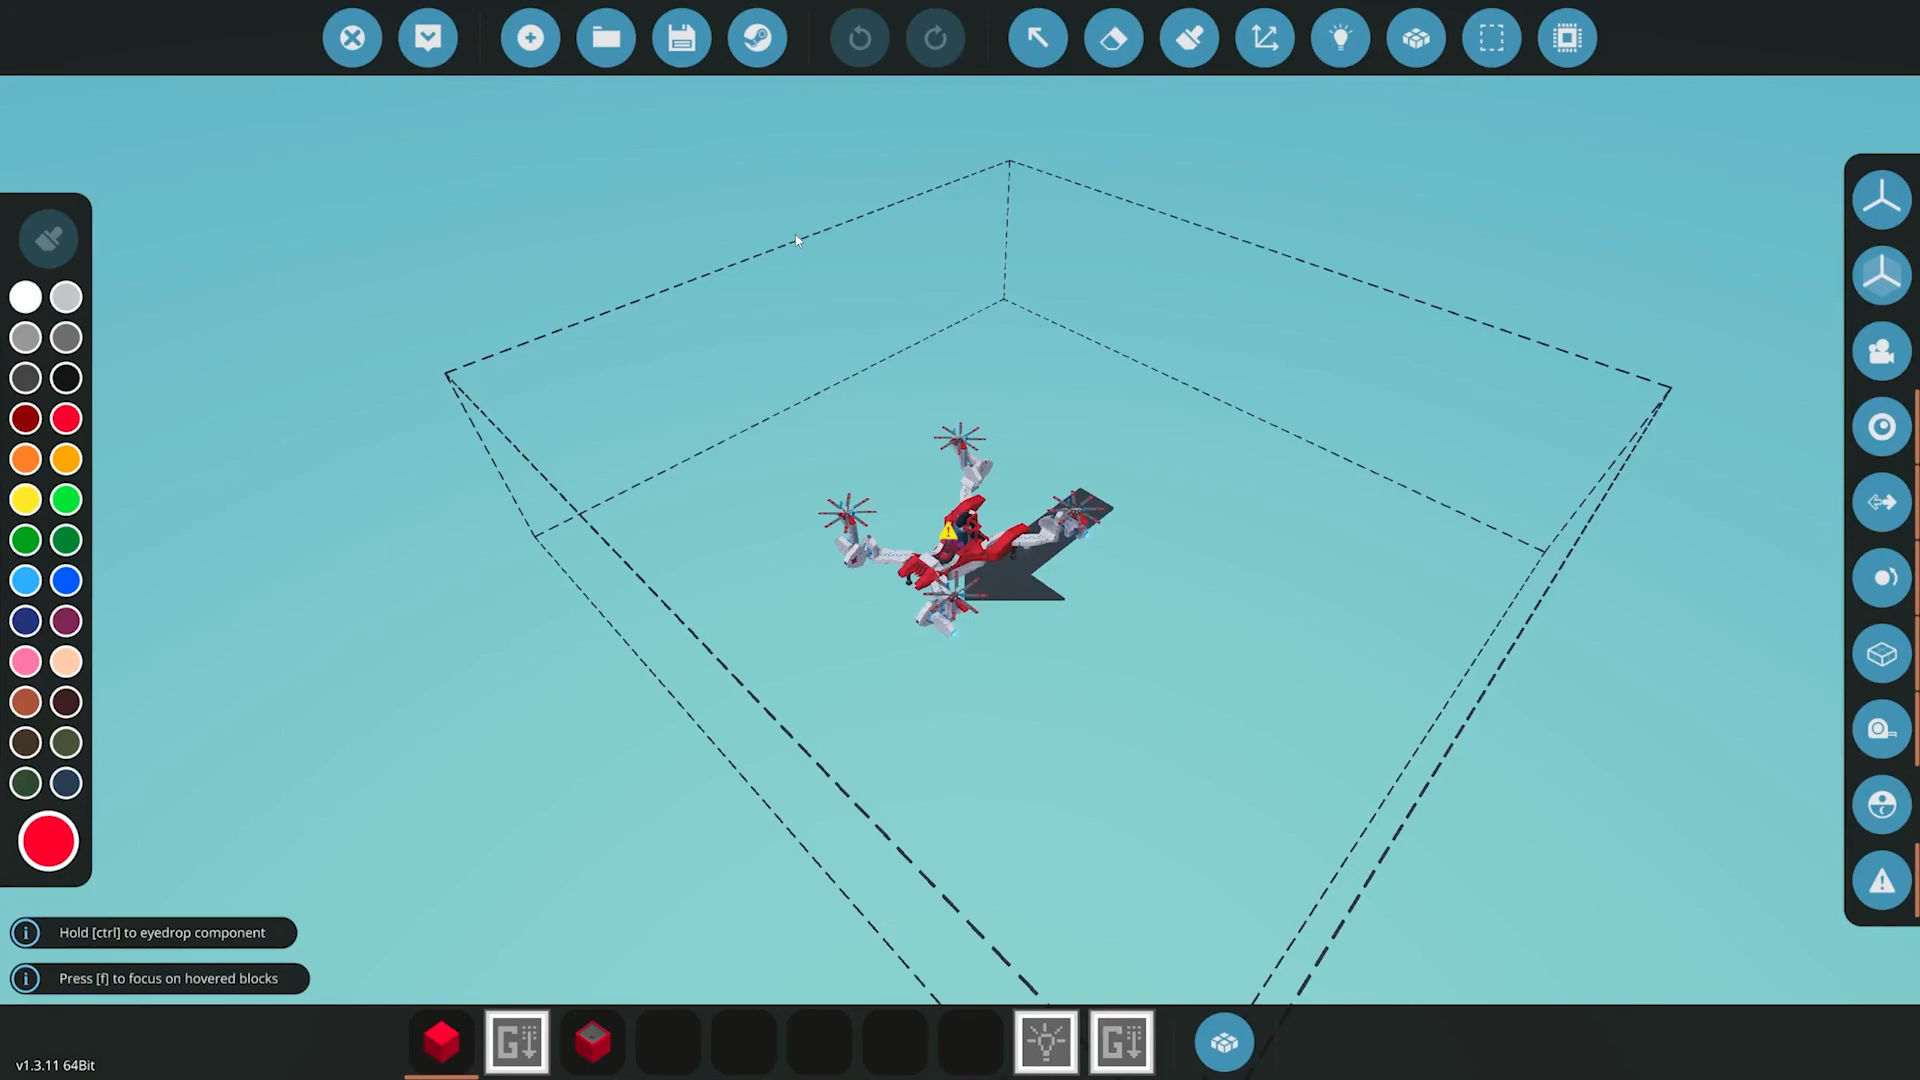 Hold [ctrl] to eyedrop component
Press [f] to focus on hovered blocks
G
G
v1.3.11 64Bit